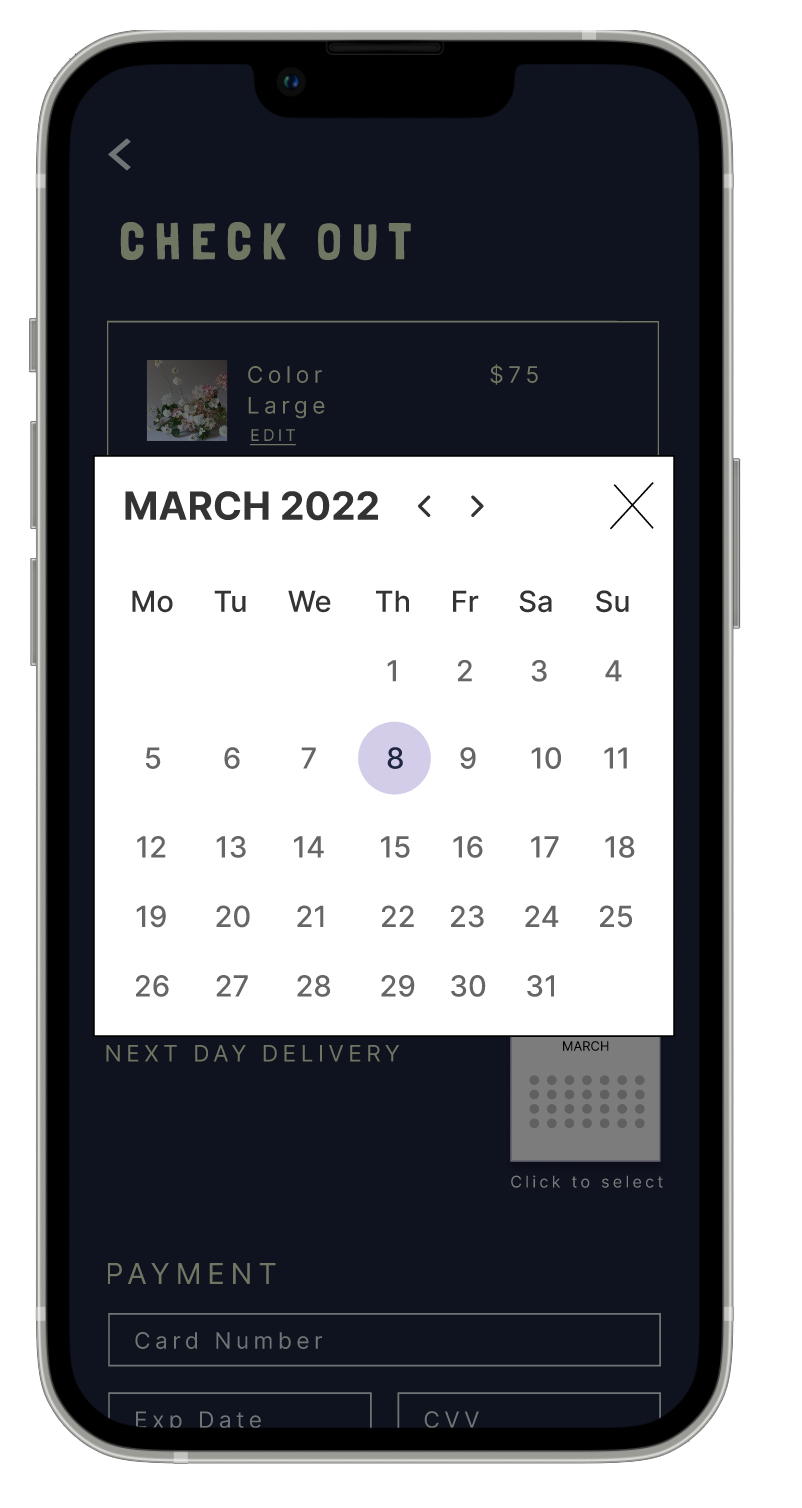 CHECK OUT
Color $75
Large
EDIT
MARCH 2022 < >
Mo Tu We Th Fr Sa Su
1 2 3 4
5 6 7 8 9 10 11
12 13 14 15 16 17 18
19 20 21 22 23 24 25
26 27 28 29 30 31
NEXT DAY DELIVERY
MARCH
Click to select
PAYMENT
Card Number
Exp Date CVV